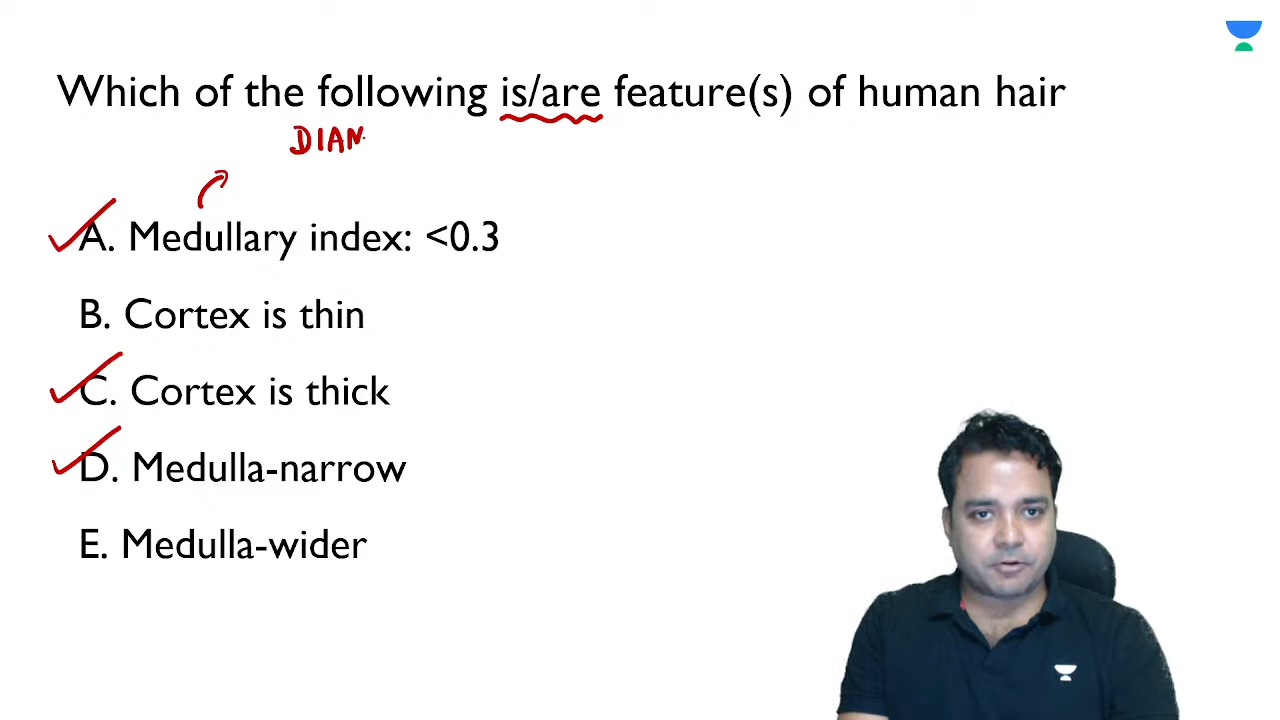 Which of the following is/are feature(s) of human hair
DIAM
A. Medullary index: <0.3
B. Cortex is thin
C. Cortex is thick
D. Medulla-narrow
E. Medulla-wider